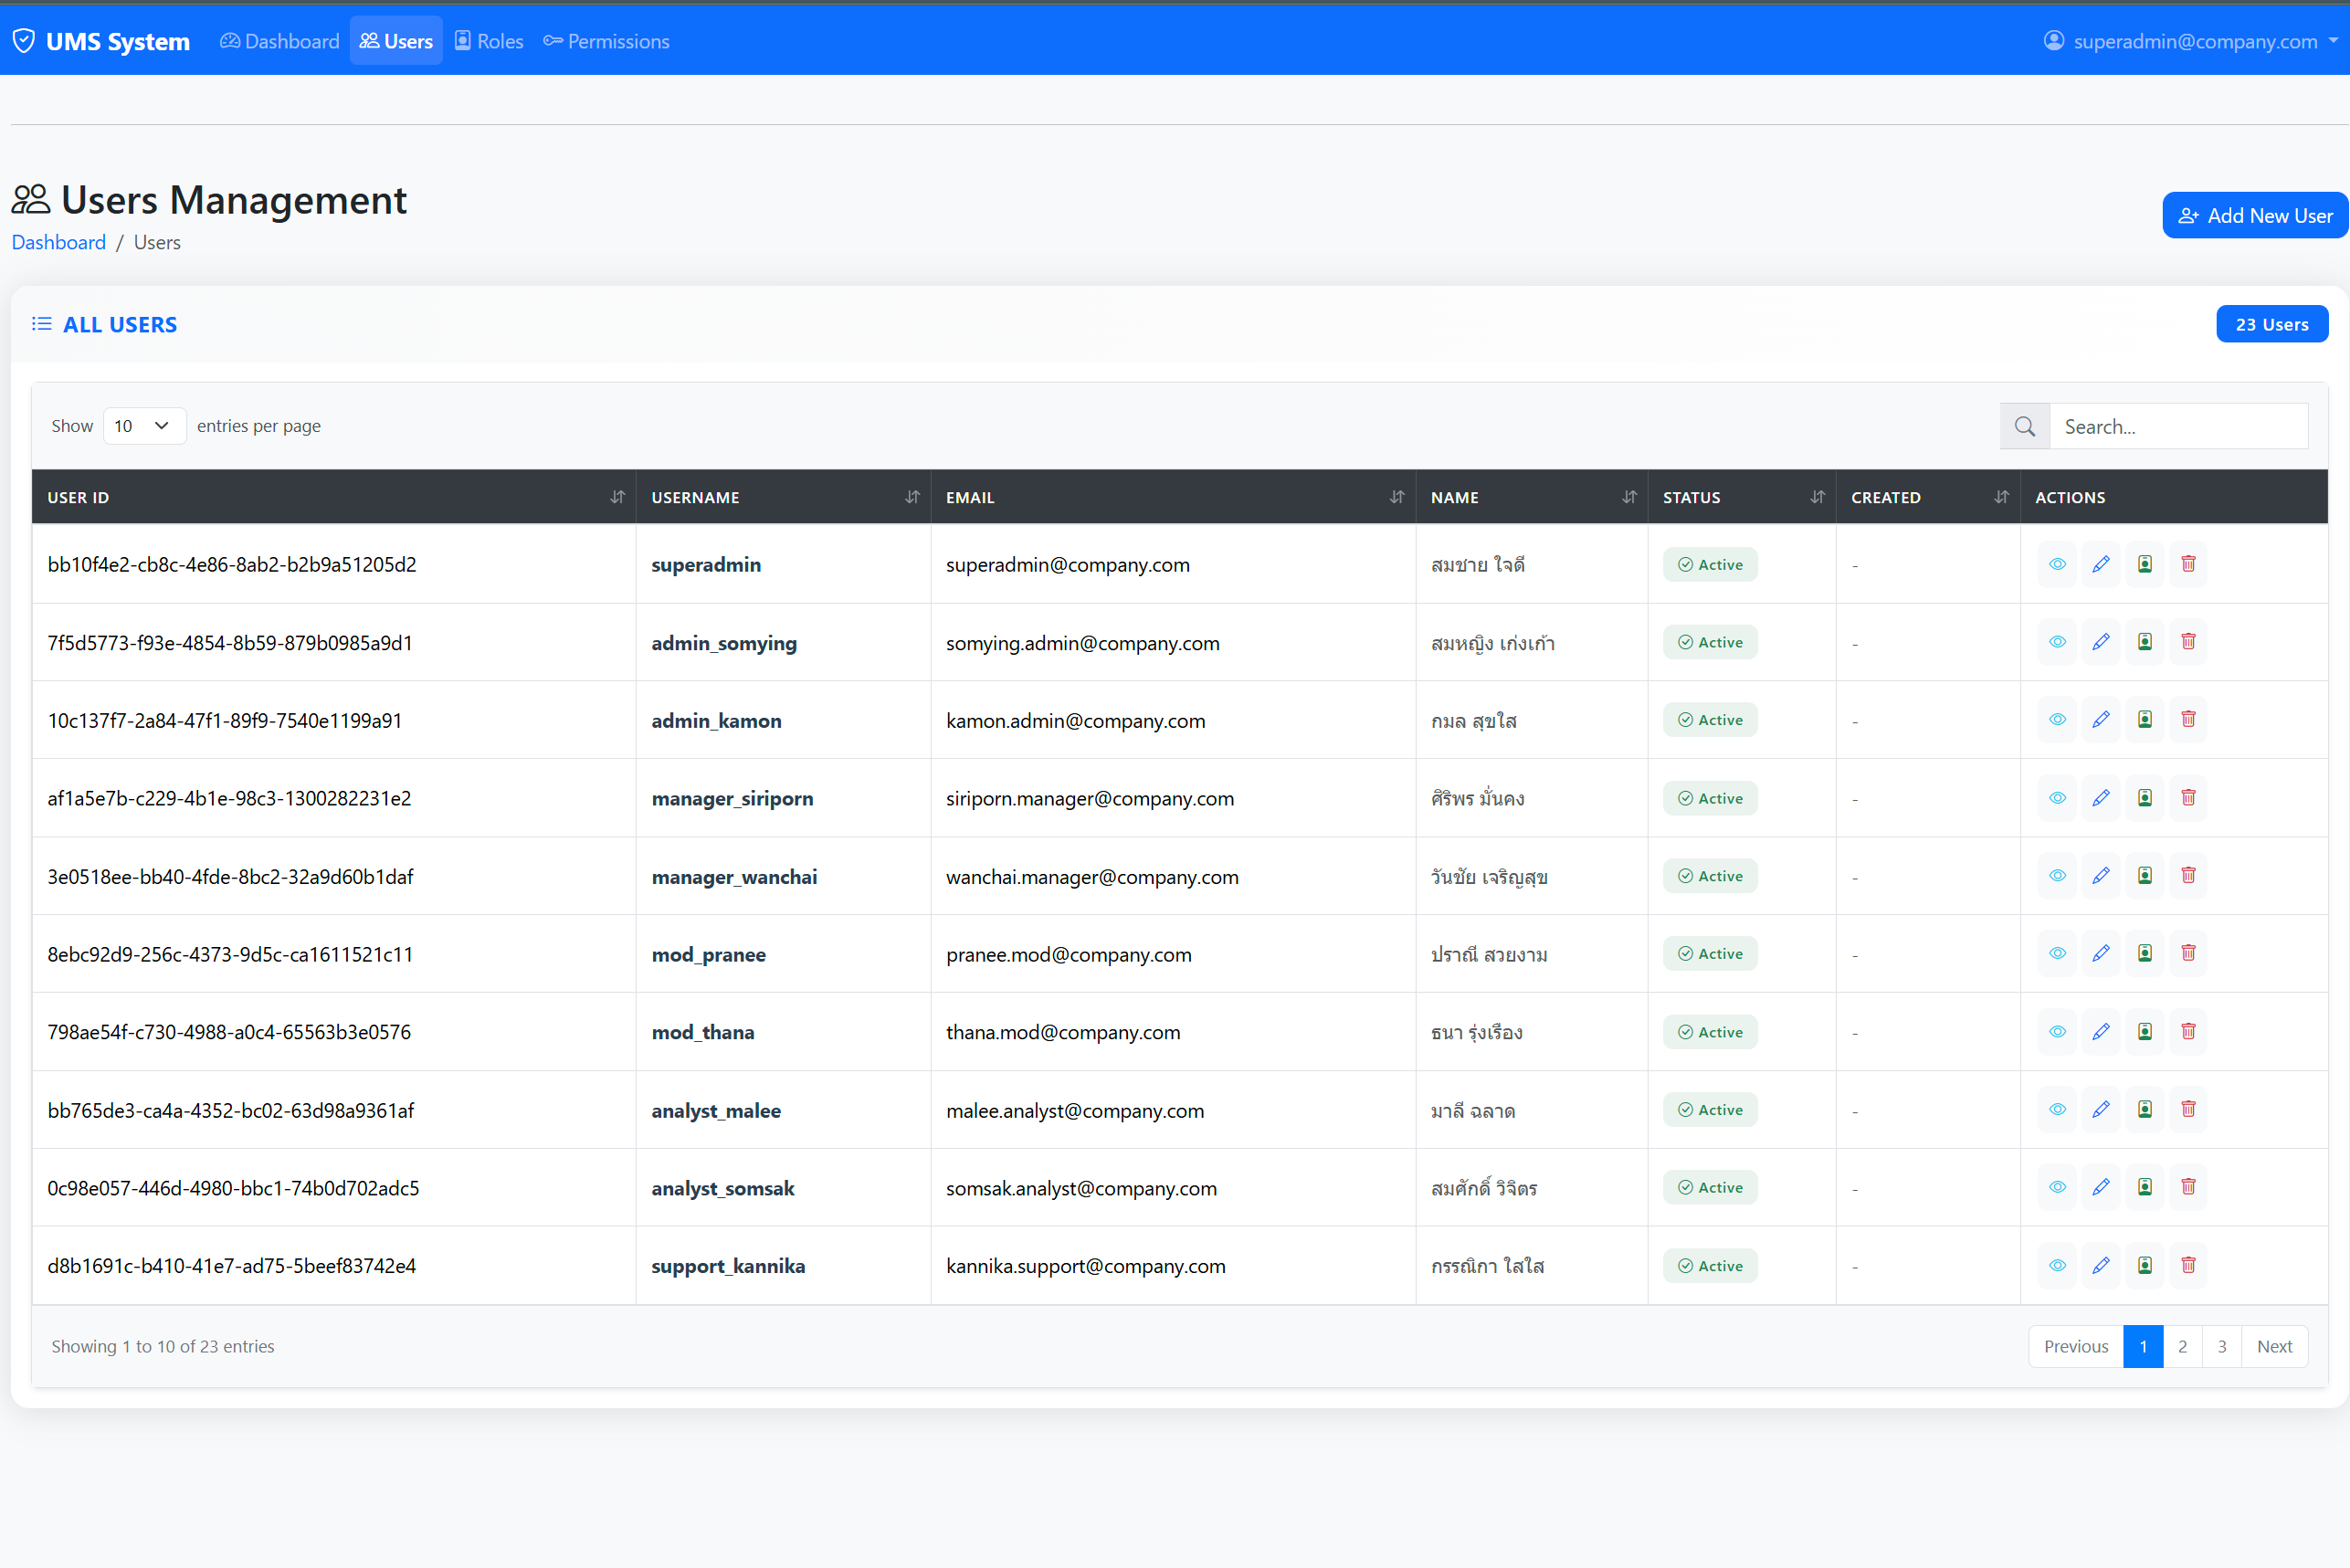 UMS System Dashboard Users Roles Permissions superadmin@company.com
Users Management
Add New User
Dashboard / Users
ALL USERS 23 Users
Show 10 entries per page Search...
USER ID USERNAME EMAIL NAME STATUS CREATED ACTIONS
bb10f4e2-cb8c-4e86-8ab2-b2b9a51205d2 superadmin superadmin@company.com สมชาย ใจดี Active -
7f5d5773-f93e-4854-8b59-879b0985a9d1 admin_somying somying.admin@company.com สมหญิง เก่งเก้า Active -
10c137f7-2a84-47f1-89f9-7540e1199a91 admin_kamon kamon.admin@company.com กมล สุขใส Active -
af1a5e7b-c229-4b1e-98c3-1300282231e2 manager_siriporn siriporn.manager@company.com ศิริพร มั่นคง Active -
3e0518ee-bb40-4fde-8bc2-32a9d60b1daf manager_wanchai wanchai.manager@company.com วันชัย เจริญสุข Active -
8ebc92d9-256c-4373-9d5c-ca1611521c11 mod_pranee pranee.mod@company.com ปราณี สวยงาม Active -
798ae54f-c730-4988-a0c4-65563b3e0576 mod_thana thana.mod@company.com ธนา รุ่งเรือง Active -
bb765de3-ca4a-4352-bc02-63d98a9361af analyst_malee malee.analyst@company.com มาลี ฉลาด Active -
0c98e057-446d-4980-bbc1-74b0d702adc5 analyst_somsak somsak.analyst@company.com สมศักดิ์ วิจิตร Active -
d8b1691c-b410-41e7-ad75-5beef83742e4 support_kannika kannika.support@company.com กรรณิกา ใสใส Active -
Showing 1 to 10 of 23 entries Previous 1 2 3 Next